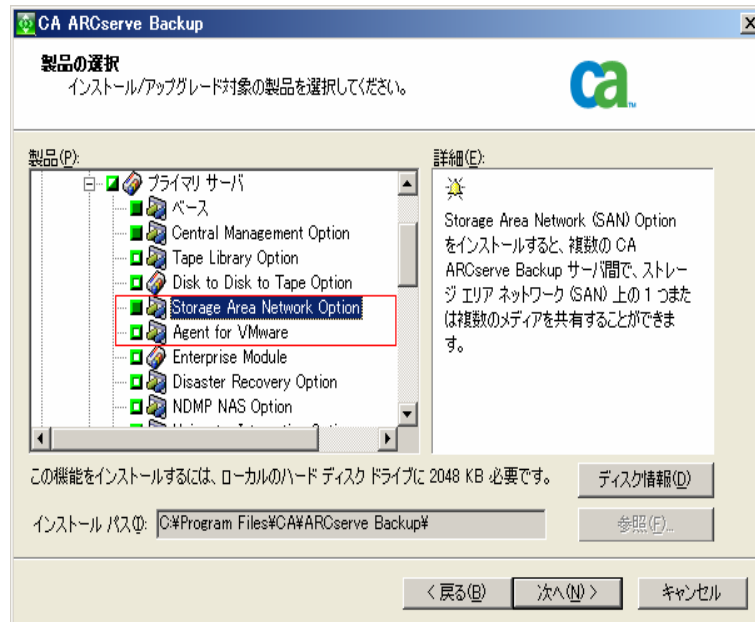 CA ARCserve Backup
製品の選択
インストール/アップグレード対象の製品を選択してください。
ca
製品(P):
プライマリ サーバ
ベース
Central Management Option
Tape Library Option
Disk to Disk to Tape Option
Storage Area Network Option
Agent for VMware
Enterprise Module
Disaster Recovery Option
NDMP NAS Option
詳細(E):
Storage Area Network (SAN) Option
をインストールすると、複数の CA
ARCserve Backup サーバ間で、ストレー
ジ エリア ネットワーク (SAN) 上の 1 つまた
は複数のメディアを共有することができま
す。
この機能をインストールするには、ローカルのハード ディスク ドライブに 2048 KB 必要です。
ディスク情報(D)
インストール パス(I): C:¥Program Files¥CA¥ARCserve Backup¥
参照(F)...
< 戻る(B)
次へ(N) >
キャンセル